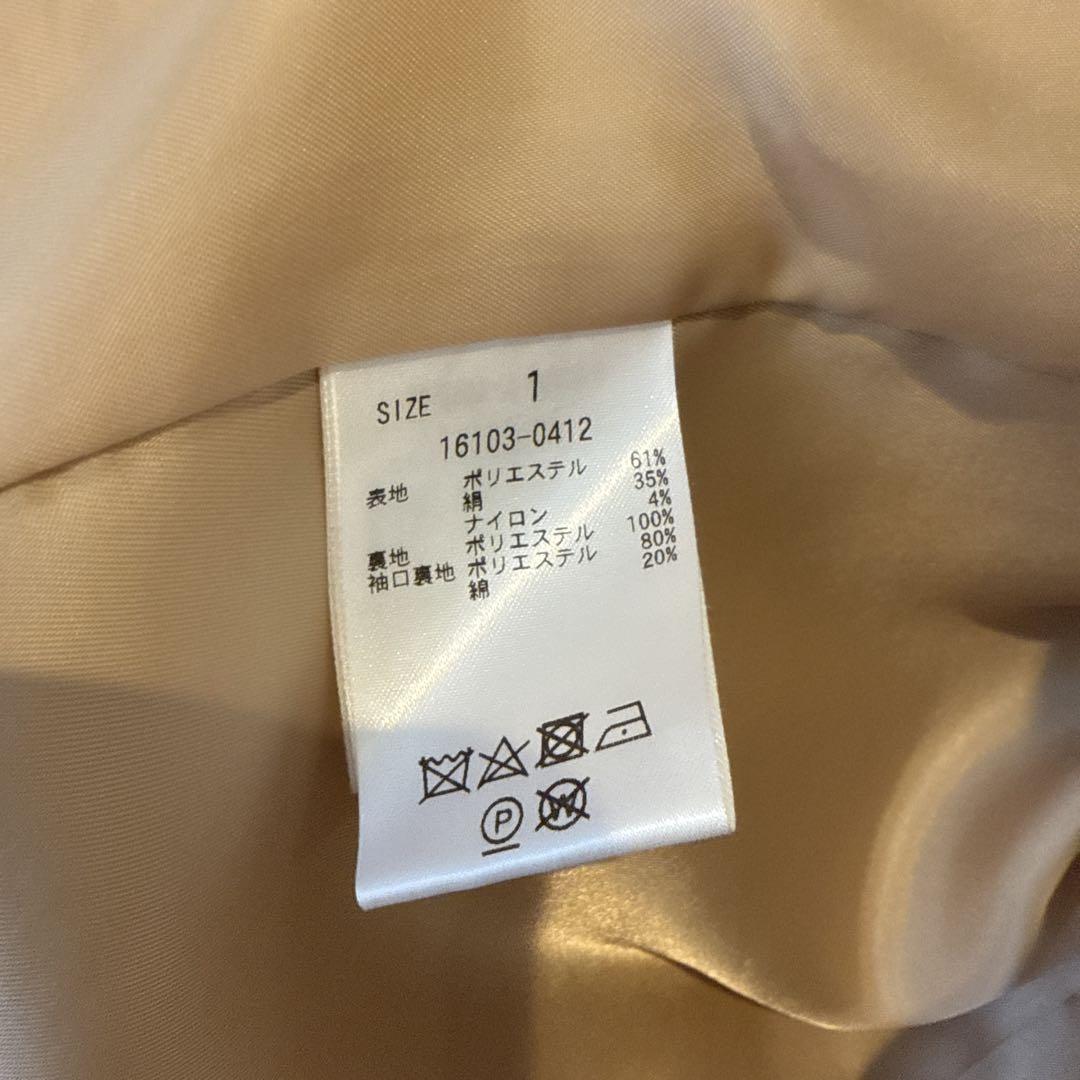 SIZE 1
16103-0412
表地 ポリエステル 61%
絹 35%
ナイロン 4%
裏地 ポリエステル 100%
袖口裏地 ポリエステル 80%
綿 20%
P
W